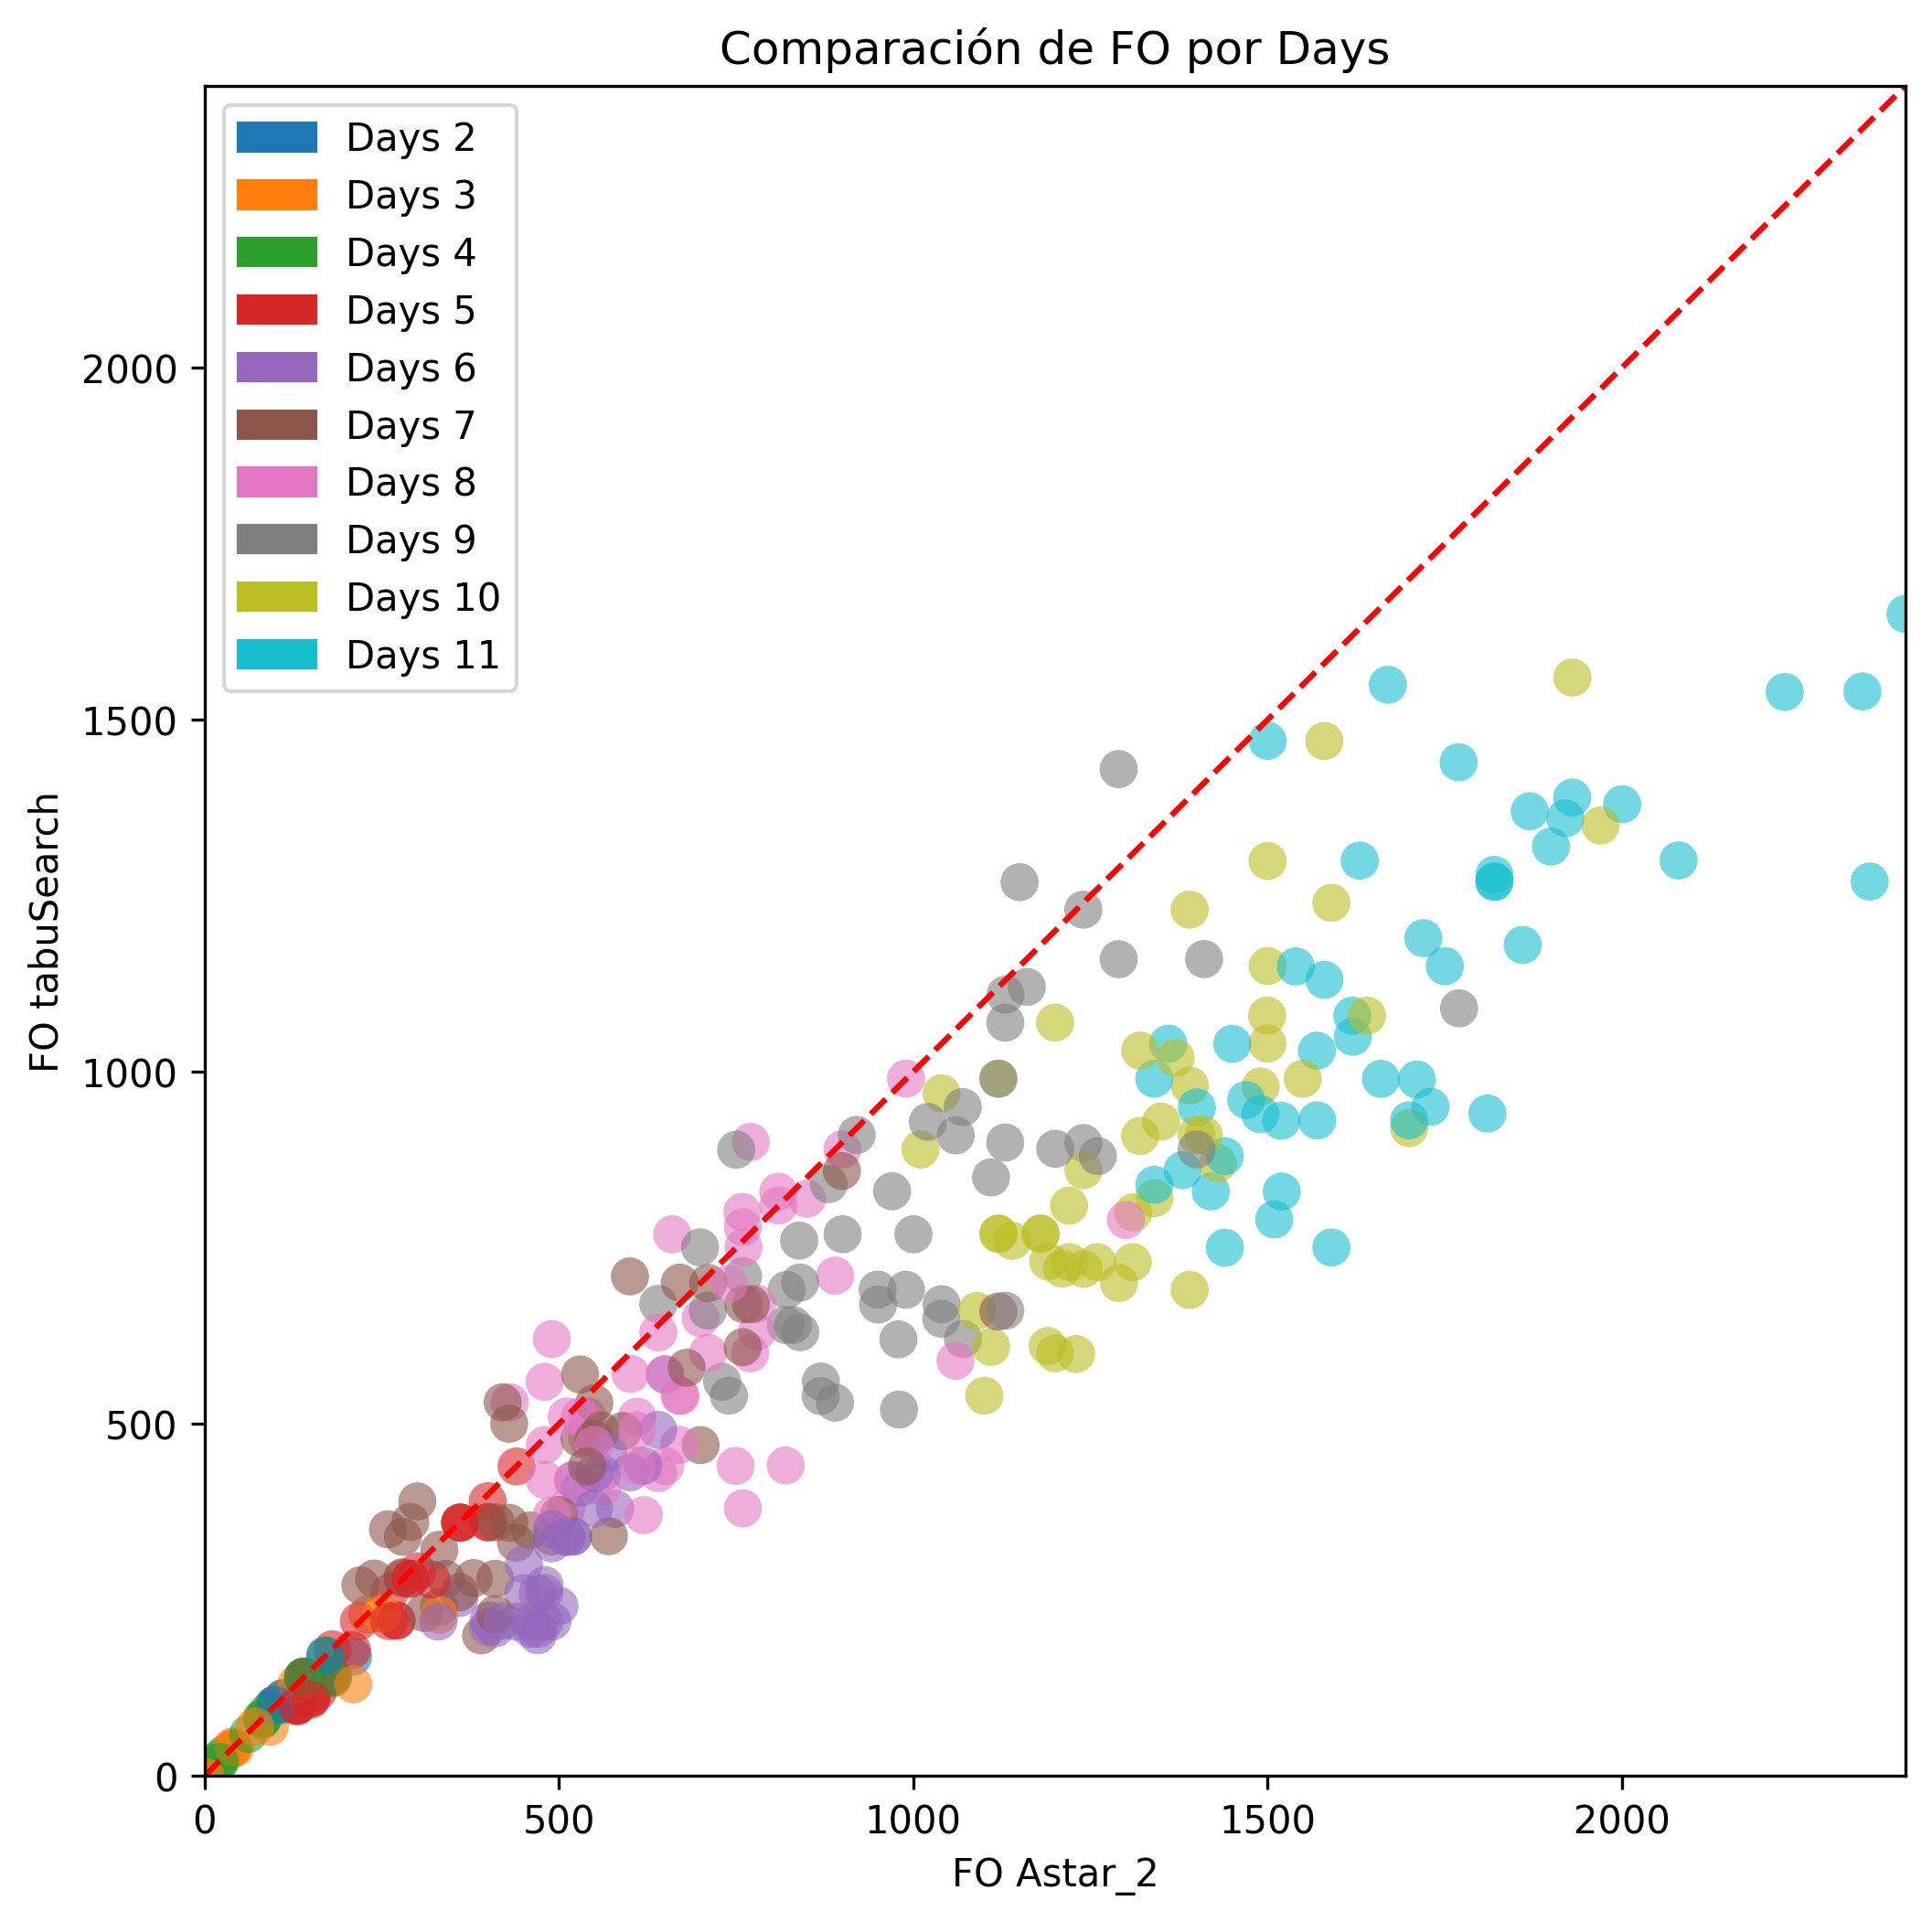 Comparación de FO por Days
Days 2
Days 3
Days 4
Days 5
Days 6
Days 7
Days 8
Days 9
Days 10
Days 11
2000
1500
1000
500
0
FO tabuSearch
0 500 1000 1500 2000
FO Astar_2